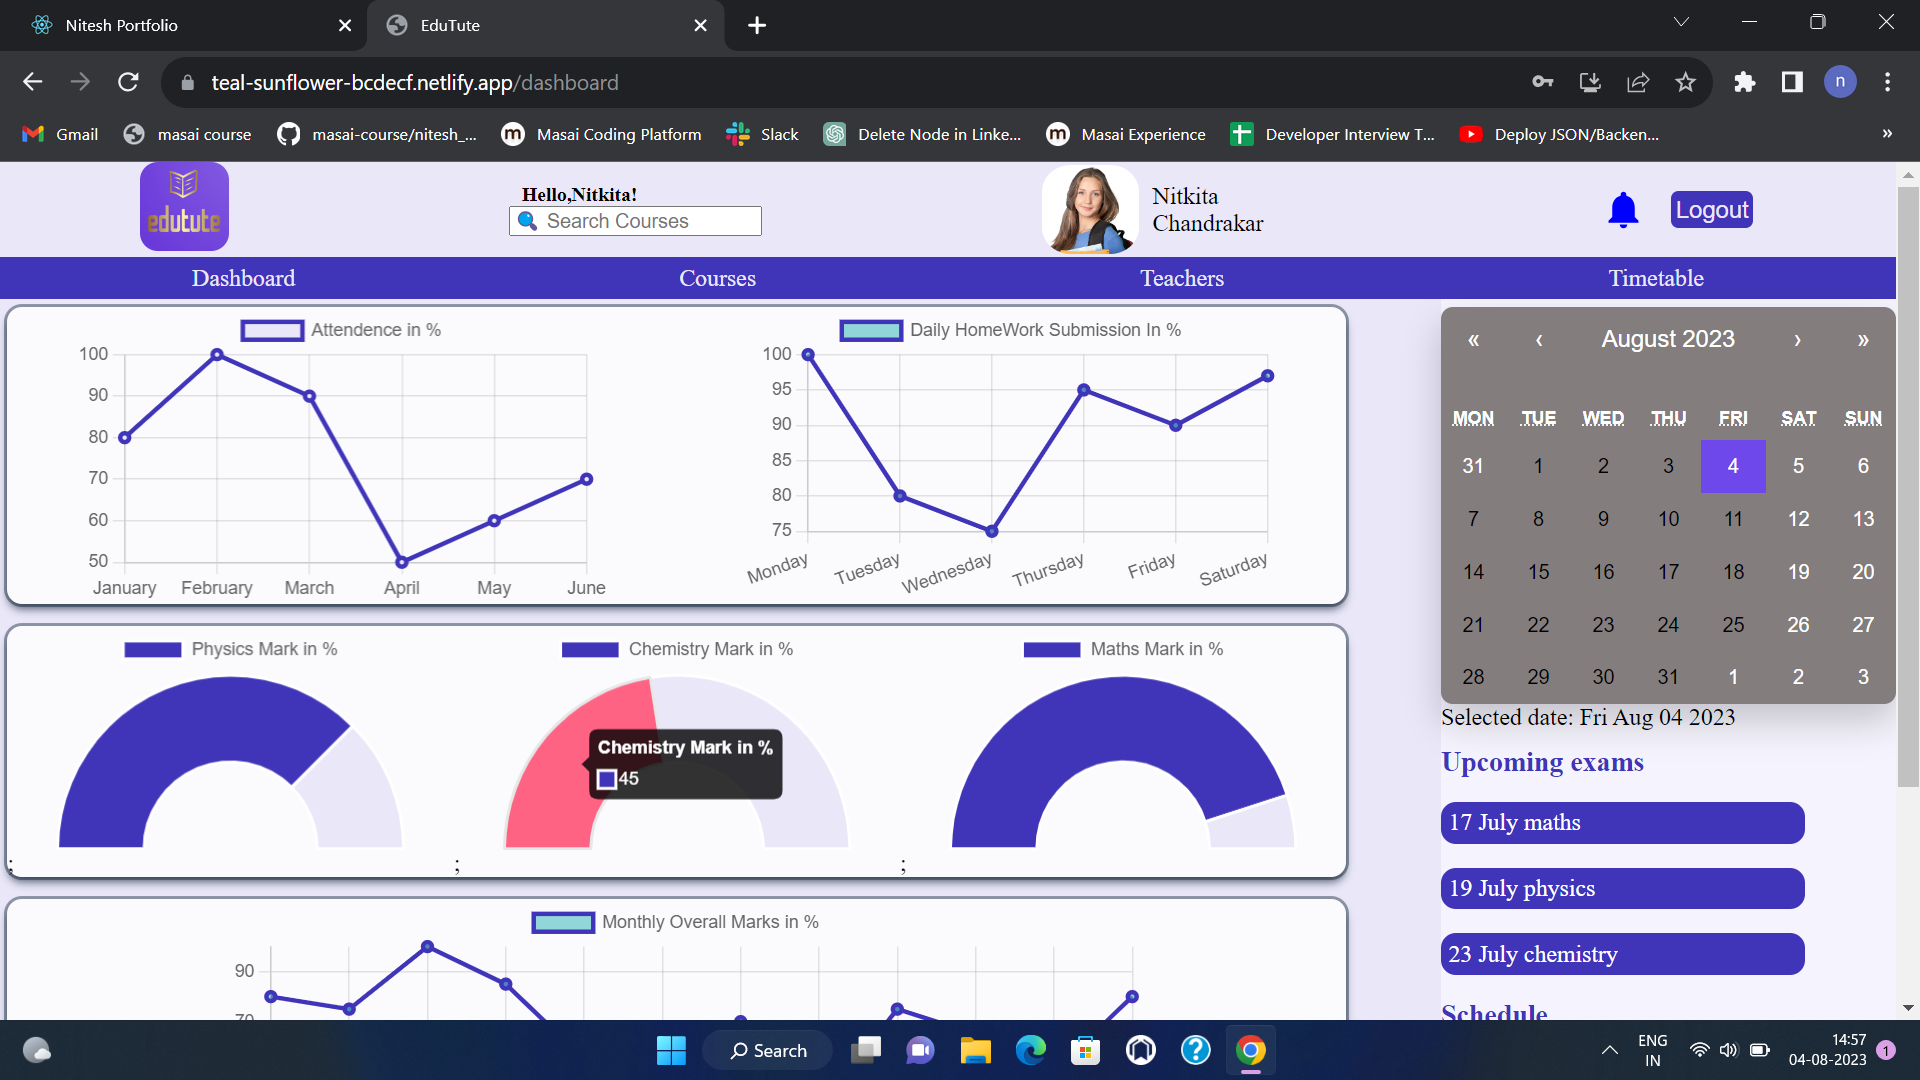 Nitesh Portfolio
EduTute
teal-sunflower-bcdecf.netlify.app/dashboard
n
Gmail
masai course
masai-course/nitesh_...
Masai Coding Platform
Slack
Delete Node in Linke...
Masai Experience
Developer Interview T...
Deploy JSON/Backen...
»
edutute
Hello,Nitkita!
Search Courses
Nitkita
Chandrakar
Logout
Dashboard Courses Teachers Timetable
Attendence in %
100
90
80
70
60
50
January February March April May June
Daily HomeWork Submission In %
100
95
90
85
80
75
Monday Tuesday Wednesday Thursday Friday Saturday
« ‹ August 2023 › »
MON TUE WED THU FRI SAT SUN
31 1 2 3 4 5 6
7 8 9 10 11 12 13
14 15 16 17 18 19 20
21 22 23 24 25 26 27
28 29 30 31 1 2 3
Selected date: Fri Aug 04 2023
Upcoming exams
17 July maths
19 July physics
23 July chemistry
Schedule
Physics Mark in %
;
Chemistry Mark in %
Chemistry Mark in %
45
;
Maths Mark in %
;
Monthly Overall Marks in %
90
70
Search
ENG
IN
14:57
04-08-2023
1